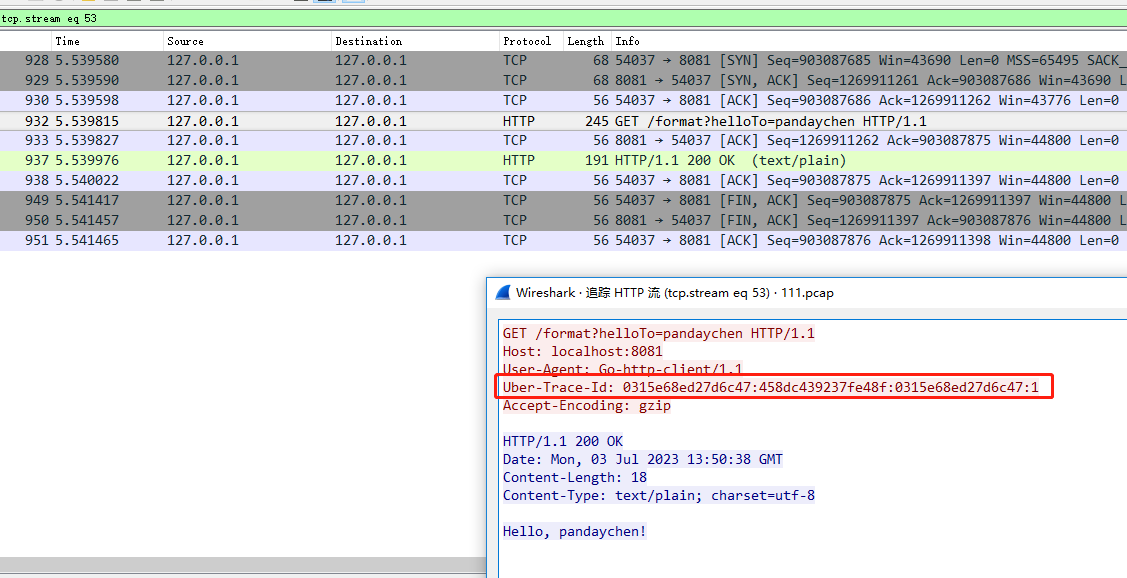 tcp.stream eq 53
Time Source Destination Protocol Length Info
928 5.539580 127.0.0.1 127.0.0.1 TCP 68 54037 → 8081 [SYN] Seq=903087685 Win=43690 Len=0 MSS=65495 SACK_
929 5.539590 127.0.0.1 127.0.0.1 TCP 68 8081 → 54037 [SYN, ACK] Seq=1269911261 Ack=903087686 Win=43690 L
930 5.539598 127.0.0.1 127.0.0.1 TCP 56 54037 → 8081 [ACK] Seq=903087686 Ack=1269911262 Win=43776 Len=0
932 5.539815 127.0.0.1 127.0.0.1 HTTP 245 GET /format?helloTo=pandaychen HTTP/1.1
933 5.539827 127.0.0.1 127.0.0.1 TCP 56 8081 → 54037 [ACK] Seq=1269911262 Ack=903087875 Win=44800 Len=0
937 5.539976 127.0.0.1 127.0.0.1 HTTP 191 HTTP/1.1 200 OK (text/plain)
938 5.540022 127.0.0.1 127.0.0.1 TCP 56 54037 → 8081 [ACK] Seq=903087875 Ack=1269911397 Win=44800 Len=0
949 5.541417 127.0.0.1 127.0.0.1 TCP 56 54037 → 8081 [FIN, ACK] Seq=903087875 Ack=1269911397 Win=44800 L
950 5.541457 127.0.0.1 127.0.0.1 TCP 56 8081 → 54037 [FIN, ACK] Seq=1269911397 Ack=903087876 Win=44800 L
951 5.541465 127.0.0.1 127.0.0.1 TCP 56 54037 → 8081 [ACK] Seq=903087876 Ack=1269911398 Win=44800 Len=0
Wireshark · 追踪 HTTP 流 (tcp.stream eq 53) · 111.pcap
GET /format?helloTo=pandaychen HTTP/1.1
Host: localhost:8081
User-Agent: Go-http-client/1.1
Uber-Trace-Id: 0315e68ed27d6c47:458dc439237fe48f:0315e68ed27d6c47:1
Accept-Encoding: gzip
HTTP/1.1 200 OK
Date: Mon, 03 Jul 2023 13:50:38 GMT
Content-Length: 18
Content-Type: text/plain; charset=utf-8
Hello, pandaychen!